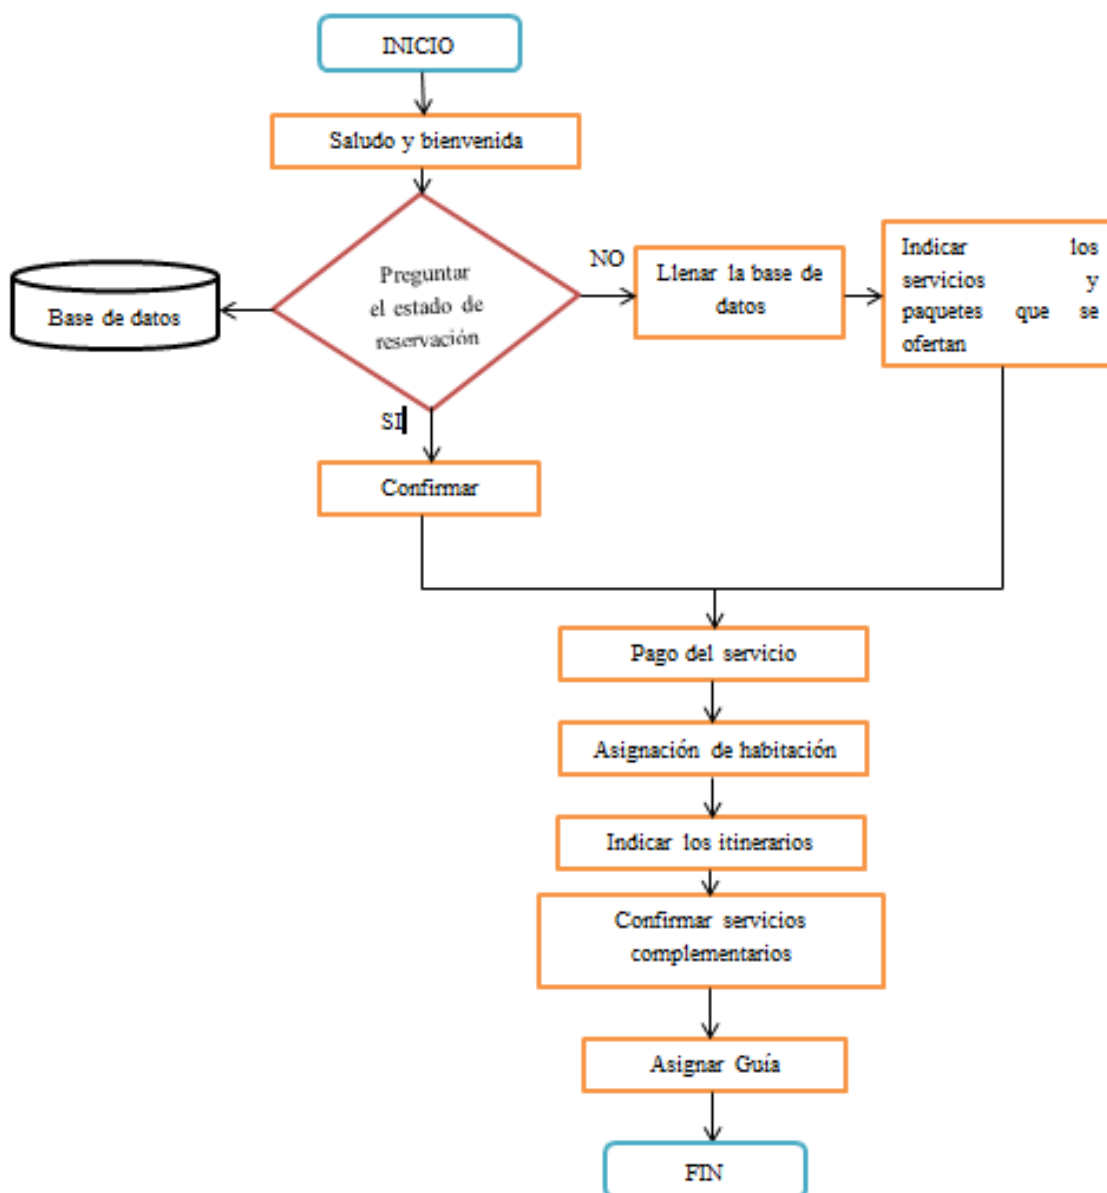 INICIO
Saludo y bienvenida
Preguntar
el estado de
reservación
Base de datos
NO
Llenar la base de
datos
Indicar los
servicios y
paquetes que se
ofertan
SI
Confirmar
Pago del servicio
Asignación de habitación
Indicar los itinerarios
Confirmar servicios
complementarios
Asignar Guía
FIN